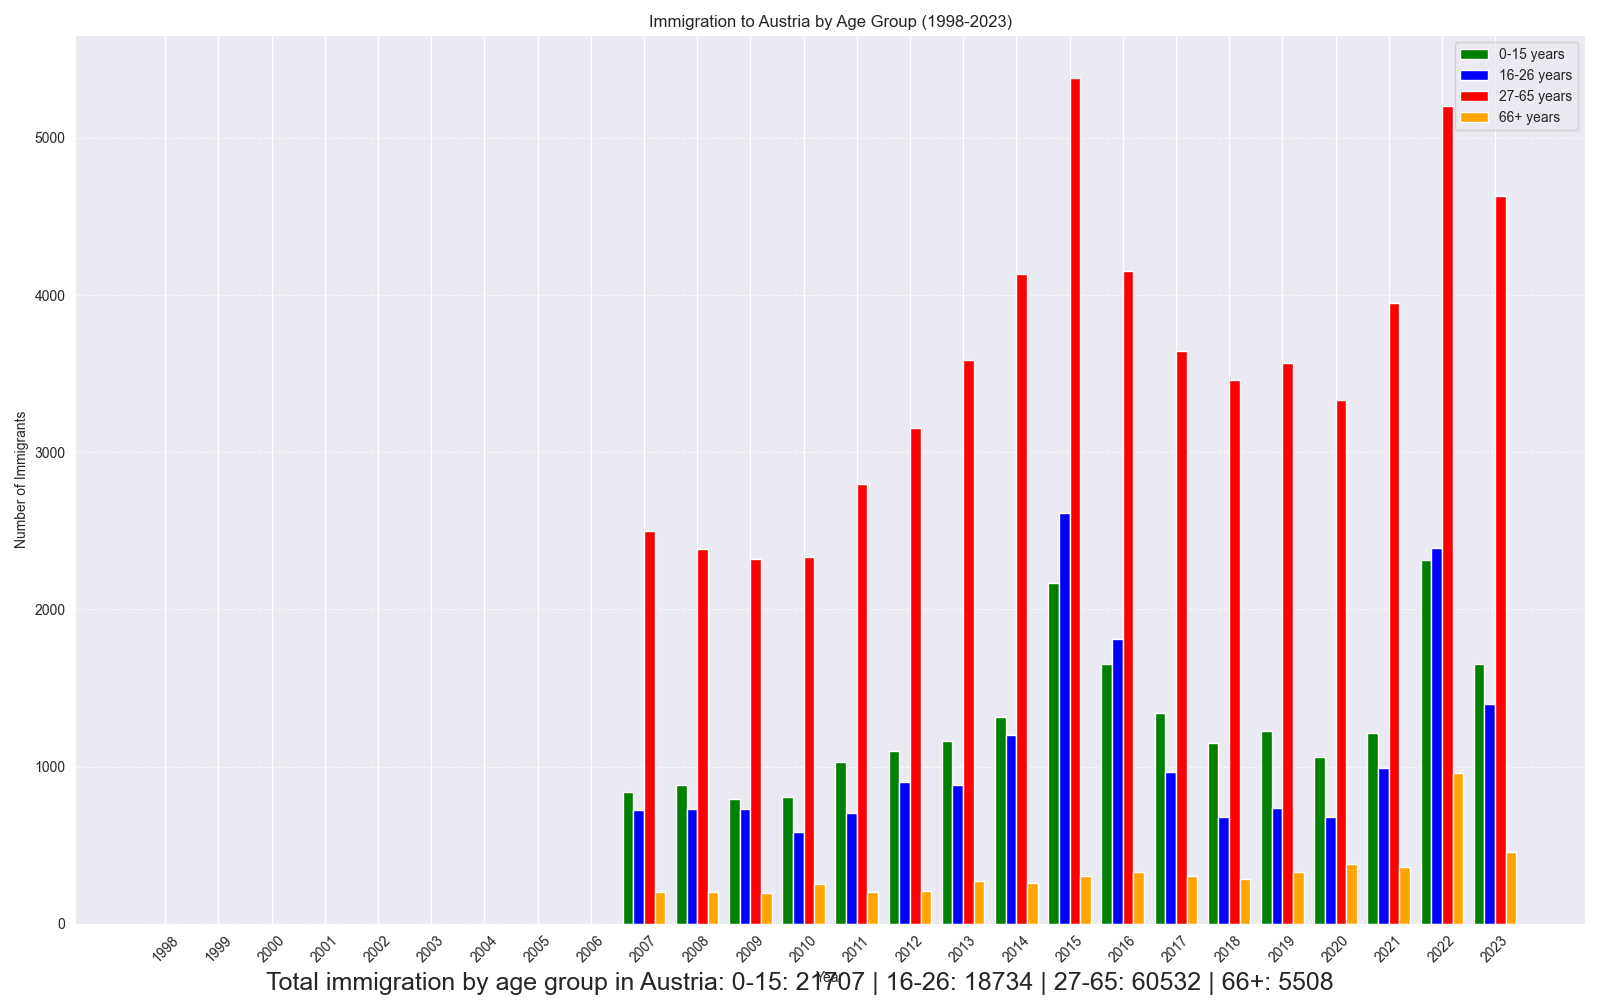 Immigration to Austria by Age Group (1998-2023)
0-15 years
16-26 years
27-65 years
66+ years
Number of Immigrants
5000
4000
3000
2000
1000
0
1998 1999 2000 2001 2002 2003 2004 2005 2006 2007 2008 2009 2010 2011 2012 2013 2014 2015 2016 2017 2018 2019 2020 2021 2022 2023
Year
Total immigration by age group in Austria: 0-15: 21707 | 16-26: 18734 | 27-65: 60532 | 66+: 5508